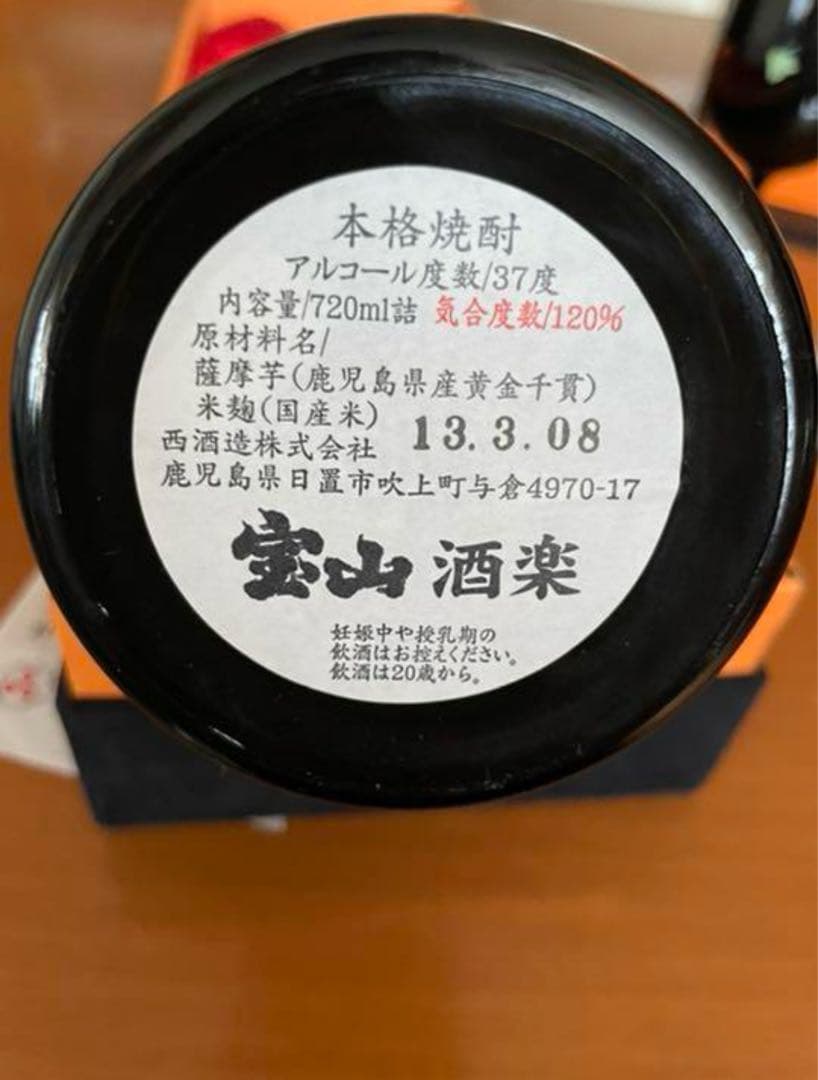 本格焼酎
アルコール度数/37度
内容量/720ml詰 気合度数/120%
原材料名/
薩摩芋(鹿児島県産黄金千貫)
米麹(国産米)
13.3.08
西酒造株式会社
鹿児島県日置市吹上町与倉4970-17
宝山 酒楽
妊娠中や授乳期の
飲酒はお控えください。
飲酒は20歳から。